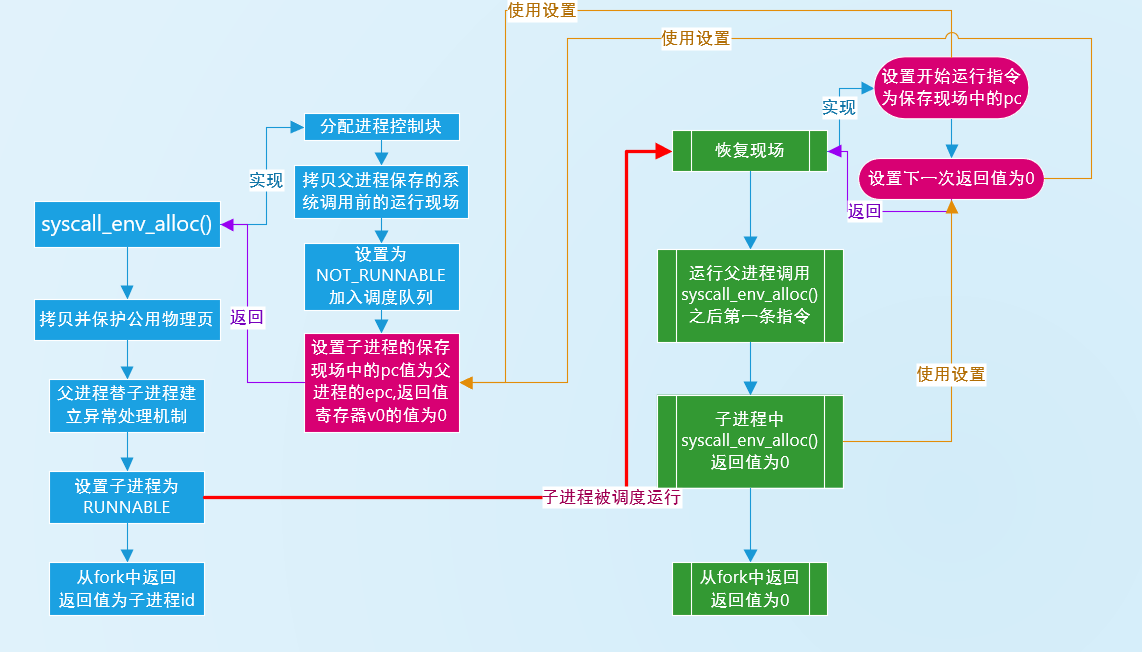 使用设置
使用设置
设置开始运行指令
为保存现场中的pc
实现
分配进程控制块
恢复现场
实现
拷贝父进程保存的系
统调用前的运行现场
设置下一次返回值为0
返回
syscall_env_alloc()
设置为
NOT_RUNNABLE
加入调度队列
运行父进程调用
syscall_env_alloc()
之后第一条指令
拷贝并保护公用物理页
返回
设置子进程的保存
现场中的pc值为父
进程的epc,返回值
寄存器v0的值为0
使用设置
父进程替子进程建
立异常处理机制
子进程中
syscall_env_alloc()
返回值为0
设置子进程为
RUNNABLE
子进程被调度运行
从fork中返回
返回值为子进程id
从fork中返回
返回值为0